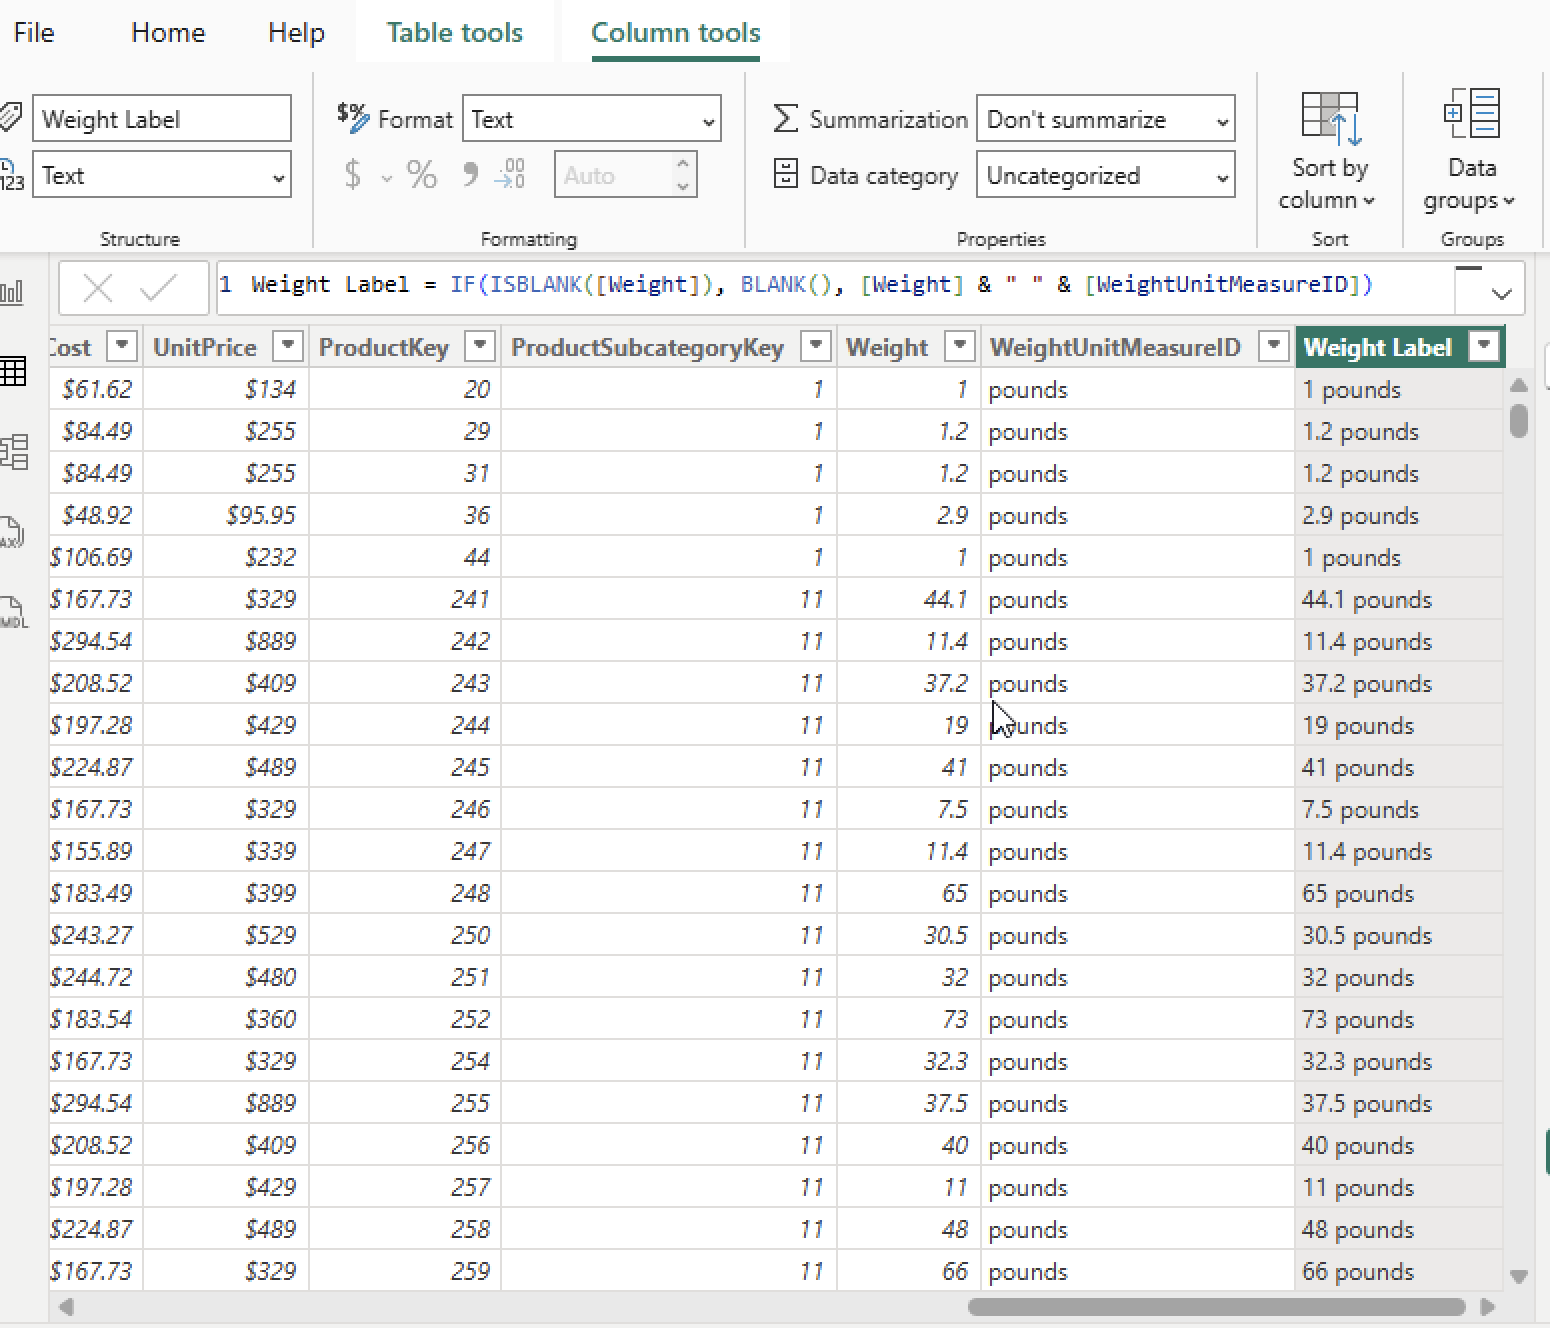 File Home Help Table tools Column tools
Weight Label $% Format Text Summarization Don't summarize
123 Text $ % , .00 .0 Auto Data category Uncategorized Sort by column Data groups
Structure Formatting Properties Sort Groups
1 Weight Label = IF(ISBLANK([Weight]), BLANK(), [Weight] & " " & [WeightUnitMeasureID])
Cost UnitPrice ProductKey ProductSubcategoryKey Weight WeightUnitMeasureID Weight Label
$61.62 $134 20 1 1 pounds 1 pounds
$84.49 $255 29 1 1.2 pounds 1.2 pounds
$84.49 $255 31 1 1.2 pounds 1.2 pounds
$48.92 $95.95 36 1 2.9 pounds 2.9 pounds
$106.69 $232 44 1 1 pounds 1 pounds
$167.73 $329 241 11 44.1 pounds 44.1 pounds
$294.54 $889 242 11 11.4 pounds 11.4 pounds
$208.52 $409 243 11 37.2 pounds 37.2 pounds
$197.28 $429 244 11 19 pounds 19 pounds
$224.87 $489 245 11 41 pounds 41 pounds
$167.73 $329 246 11 7.5 pounds 7.5 pounds
$155.89 $339 247 11 11.4 pounds 11.4 pounds
$183.49 $399 248 11 65 pounds 65 pounds
$243.27 $529 250 11 30.5 pounds 30.5 pounds
$244.72 $480 251 11 32 pounds 32 pounds
$183.54 $360 252 11 73 pounds 73 pounds
$167.73 $329 254 11 32.3 pounds 32.3 pounds
$294.54 $889 255 11 37.5 pounds 37.5 pounds
$208.52 $409 256 11 40 pounds 40 pounds
$197.28 $429 257 11 11 pounds 11 pounds
$224.87 $489 258 11 48 pounds 48 pounds
$167.73 $329 259 11 66 pounds 66 pounds